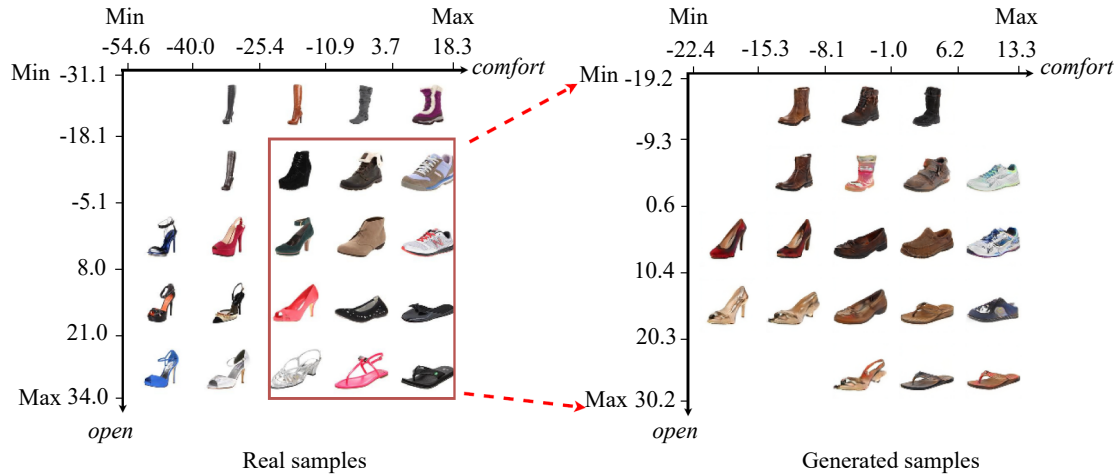 Min Max
-54.6 -40.0 -25.4 -10.9 3.7 18.3
comfort
Min -31.1
-18.1
-5.1
8.0
21.0
Max 34.0
open
Real samples
Min Max
-22.4 -15.3 -8.1 -1.0 6.2 13.3
comfort
Min -19.2
-9.3
0.6
10.4
20.3
Max 30.2
open
Generated samples